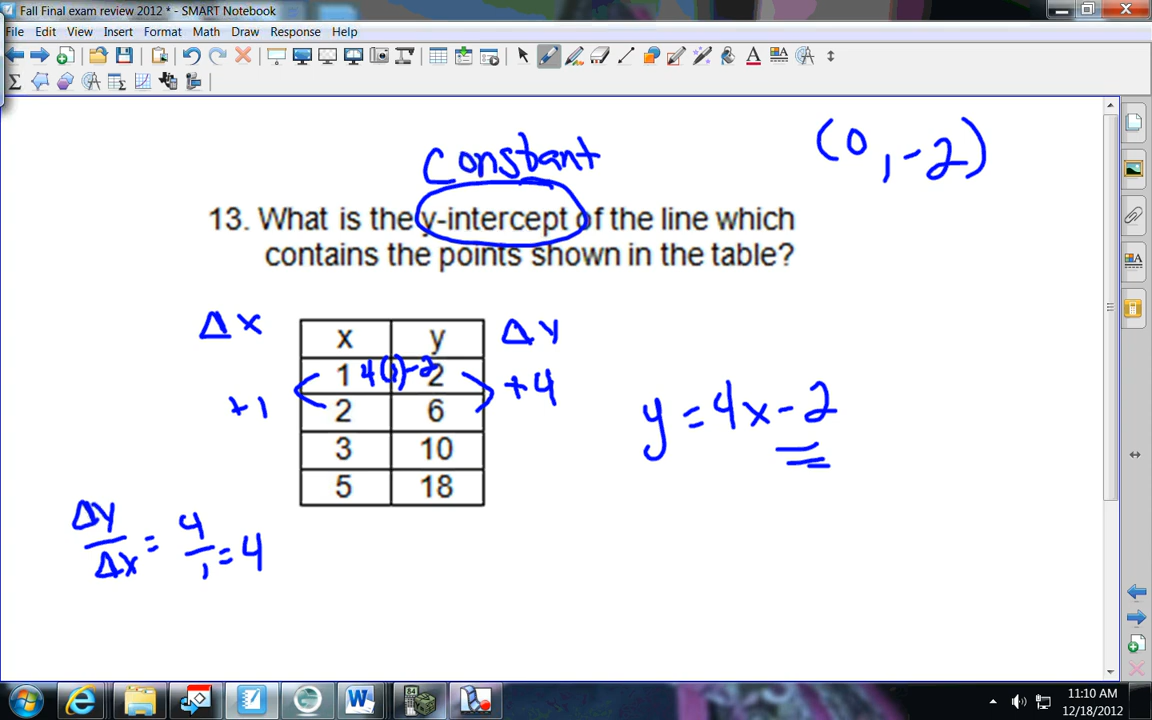 Fall Final exam review 2012 * - SMART Notebook
File Edit View Insert Format Math Draw Response Help
(0, -2)
Constant
13. What is the y-intercept of the line which
contains the points shown in the table?
Δx x y Δy
1 4(1)-2 2
+1 +4
2 6
3 10
5 18
y = 4x - 2
Δy/Δx = 4/1 = 4
11:10 AM
12/18/2012